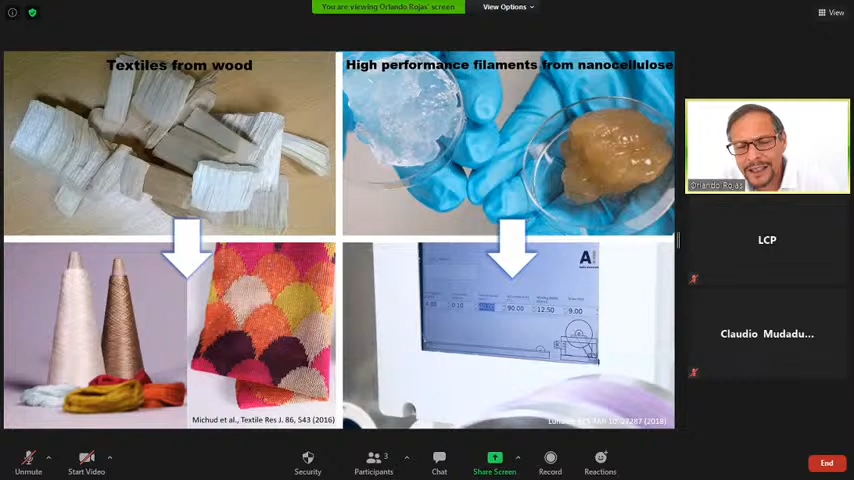 You are viewing Orlando Rojas' screen
View Options
View
Textiles from wood
High performance filaments from nanocellulose
Orlando Rojas
LCP
Claudio Mudadu...
A
0.10
90.00
12.50
9.00
Michud et al., Textile Res J. 86, 543 (2016)
(2018)
Unmute
Start Video
Security
3
Participants
Chat
Share Screen
Record
Reactions
End